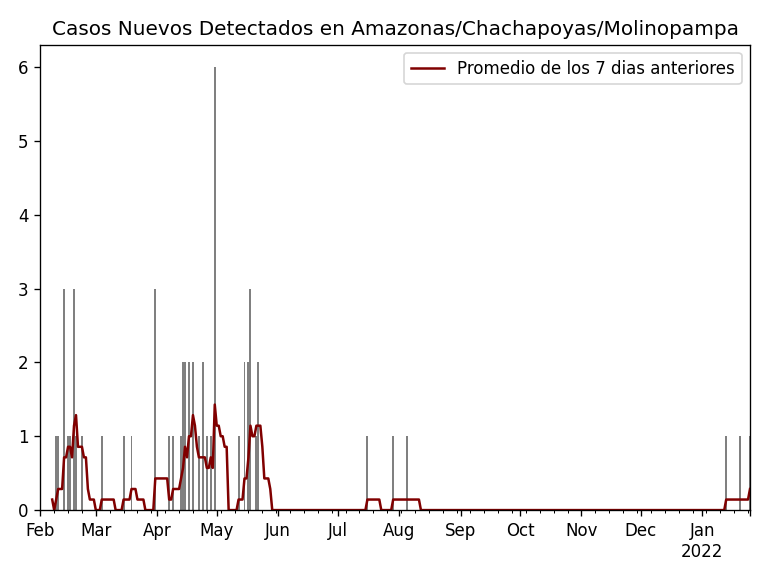 Casos Nuevos Detectados en Amazonas/Chachapoyas/Molinopampa
Promedio de los 7 dias anteriores
6
5
4
3
2
1
0
Feb Mar Apr May Jun Jul Aug Sep Oct Nov Dec Jan
2022